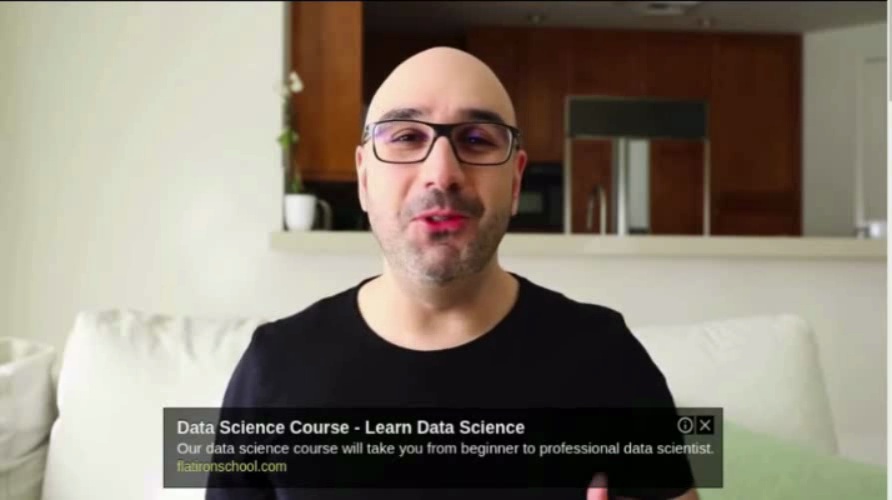 Data Science Course - Learn Data Science
Our data science course will take you from beginner to professional data scientist.
flatironschool.com